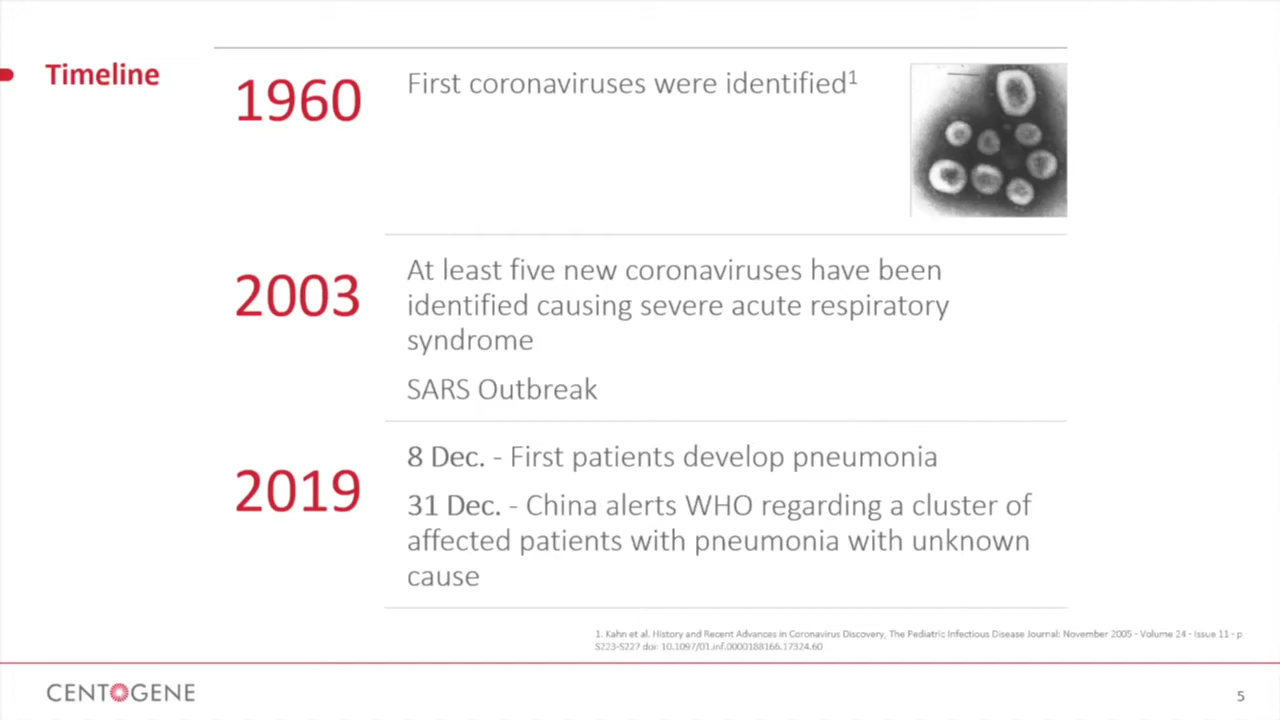 Timeline
1960
First coronaviruses were identified1
2003
At least five new coronaviruses have been
identified causing severe acute respiratory
syndrome
SARS Outbreak
2019
8 Dec. - First patients develop pneumonia
31 Dec. - China alerts WHO regarding a cluster of
affected patients with pneumonia with unknown
cause
1. Kahn et al. History and Recent Advances in Coronavirus Discovery, The Pediatric Infectious Disease Journal: November 2005 - Volume 24 - Issue 11 - p
S223-S227 doi: 10.1097/01.inf.0000188166.17324.60
CENTOGENE
5